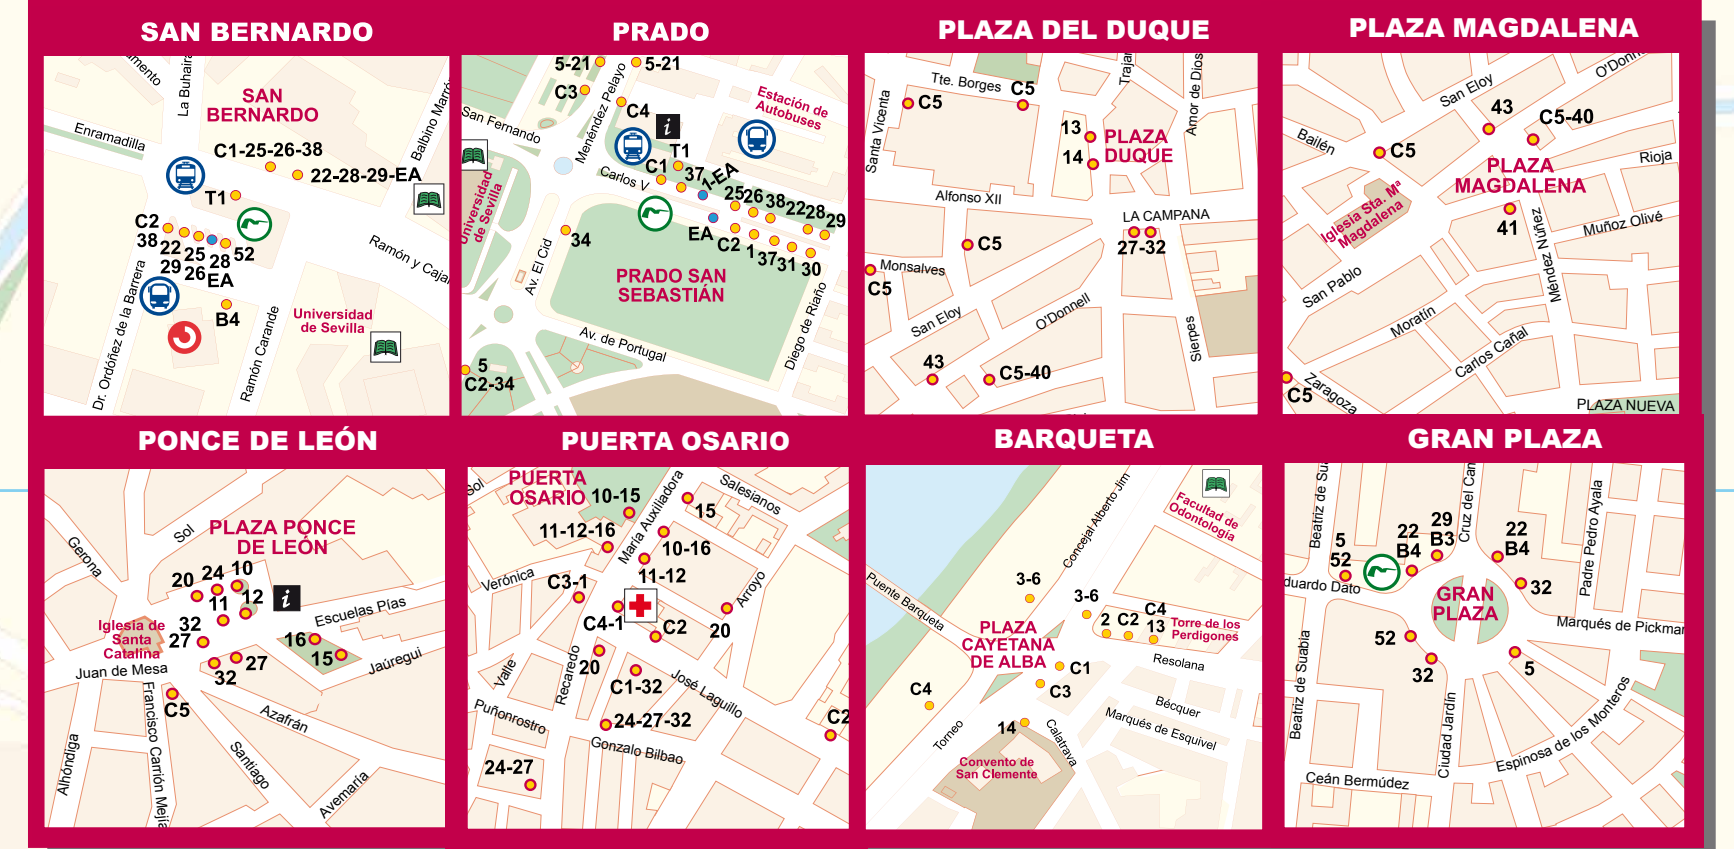 SAN BERNARDO
La Buhaira
SAN
BERNARDO
Enramadilla
C1-25-26-38
22-28-29-EA
T1
C2
38
22
25
28
52
29
26
EA
B4
Dr. Ordóñez de la Barrera
Ramón Carande
Ramón y Cajal
Universidad
de Sevilla
PRADO
5-21
5-21
C3
C4
Menéndez Pelayo
Estación de
Autobuses
San Fernando
i
T1
C1
37
1-EA
Carlos V
25
26
38
22
28
29
EA
C2
1
37
31
30
34
Universidad
de Sevilla
Av. El Cid
PRADO SAN
SEBASTIÁN
Av. de Portugal
Diego de Riaño
5
C2-34
PLAZA DEL DUQUE
Tte. Borges
C5
C5
Santa Vicenta
Amor de Dios
13
14
PLAZA
DUQUE
Alfonso XII
LA CAMPANA
27-32
C5
Monsalves
C5
San Eloy
O'Donnell
Sierpes
43
C5-40
PLAZA MAGDALENA
O'Donn
San Eloy
43
C5-40
Bailén
C5
PLAZA
MAGDALENA
Rioja
Iglesia Sta. Mª
Magdalena
41
Muñoz Olivé
Méndez Núñez
San Pablo
Moratín
Carlos Cañal
Zaragoza
C5
PLAZA NUEVA
PONCE DE LEÓN
Sol
Gerona
PLAZA PONCE
DE LEÓN
20
24
10
11
12
i
Escuelas Pías
Iglesia de
Santa
Catalina
32
27
16
15
Jaúregui
27
32
Juan de Mesa
C5
Francisco Carrión Mejía
Azafrán
Santiago
Alhóndiga
Avemaría
PUERTA OSARIO
PUERTA
OSARIO
Sol
10-15
María Auxiliadora
Salesianos
15
11-12-16
10-16
11-12
Verónica
C3-1
Arroyo
C4-1
C2
20
20
Valle
Recaredo
C1-32
José Laguillo
Puñonrostro
24-27-32
C2
Gonzalo Bilbao
24-27
BARQUETA
Concejal Alberto Jim
Facultad de
Odontología
Puente Barqueta
3-6
3-6
2
C2
C4
13
Torre de los
Perdigones
PLAZA
CAYETANA
DE ALBA
Resolana
C1
C3
C4
Bécquer
Marqués de Esquivel
Torneo
14
Calatrava
Convento de
San Clemente
GRAN PLAZA
Beatriz de Sua
Cruz del Can
Padre Pedro Ayala
5
52
22
B4
29
B3
22
B4
duardo Dato
32
GRAN
PLAZA
Marqués de Pickmar
52
32
5
Beatriz de Suabia
Ciudad Jardín
Espinosa de los Monteros
Ceán Bermúdez